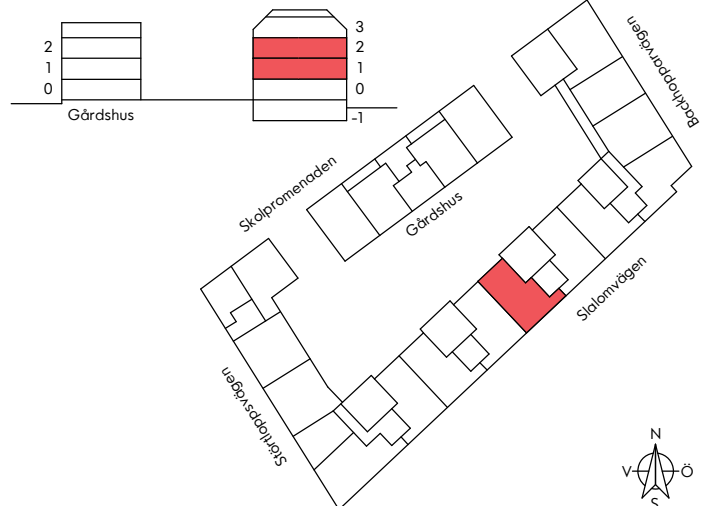 2
1
0
Gårdshus
3
2
1
0
-1
Backhopparvägen
Skolpromenaden
Gårdshus
Slalomvägen
Störtloppsvägen
N
V Ö
S